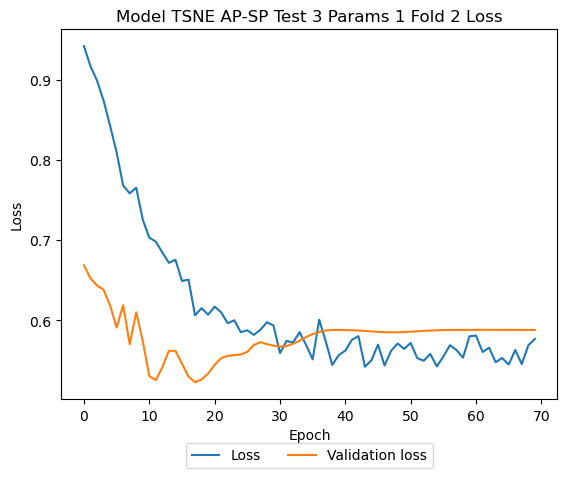 Model TSNE AP-SP Test 3 Params 1 Fold 2 Loss
0.9
0.8
0.7
0.6
Loss
0 10 20 30 40 50 60 70
Epoch
Loss Validation loss